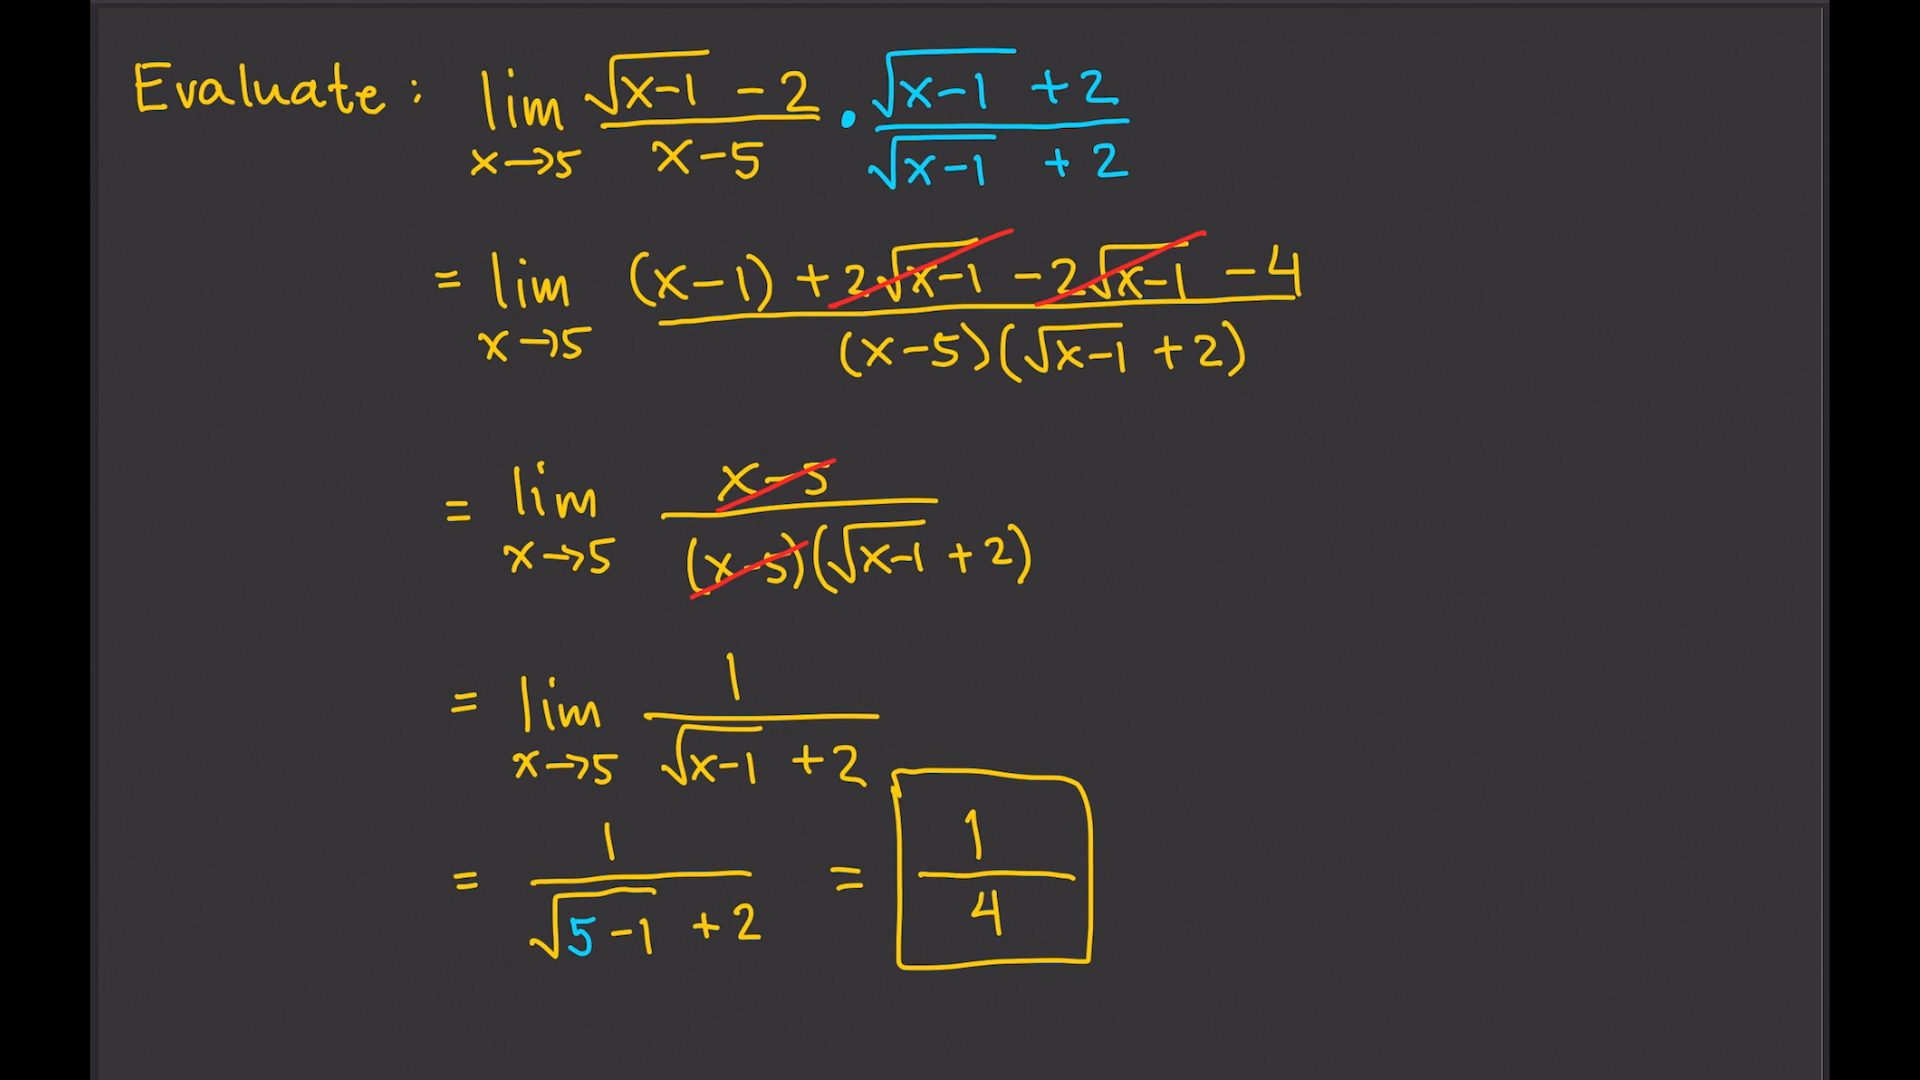 Evaluate: lim x→5 (√(x-1) - 2)/(x-5) · (√(x-1) + 2)/(√(x-1) + 2)
= lim x→5 ((x-1) + 2√(x-1) - 2√(x-1) - 4)/((x-5)(√(x-1) + 2))
= lim x→5 (x-5)/((x-5)(√(x-1) + 2))
= lim x→5 1/(√(x-1) + 2)
= 1/(√(5-1) + 2) = 1/4